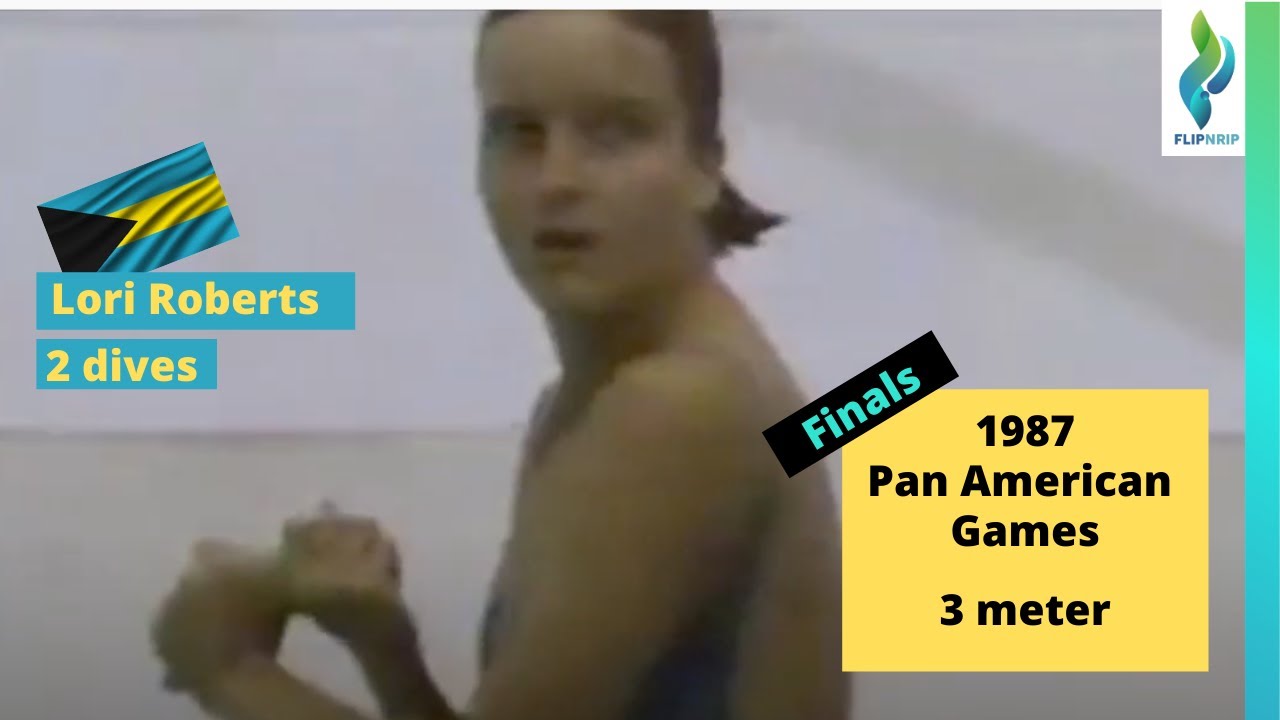 FLIPNRIP
Lori Roberts
2 dives
Finals
1987
Pan American
Games
3 meter